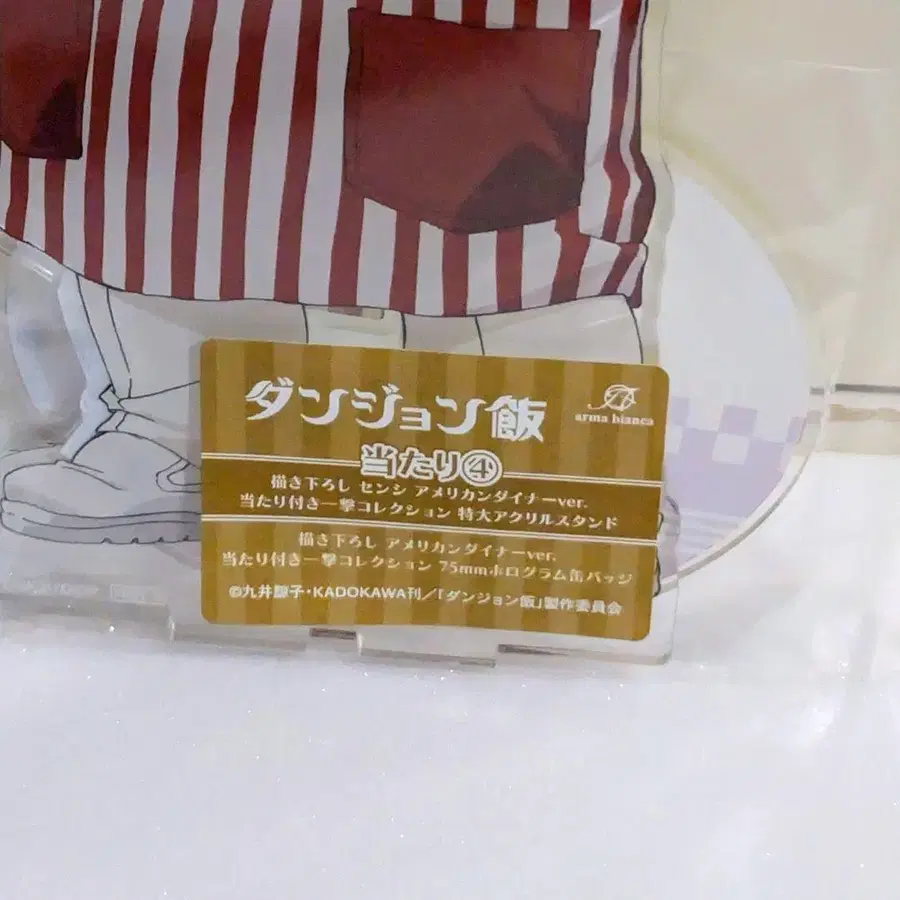 ダンジョン飯
arma bianca
当たり④
描き下ろし センシ アメリカンダイナーver.
当たり付き一撃コレクション 特大アクリルスタンド
描き下ろし アメリカンダイナーver.
当たり付き一撃コレクション 75mmホログラム缶バッジ
©九井諒子・KADOKAWA刊/「ダンジョン飯」製作委員会